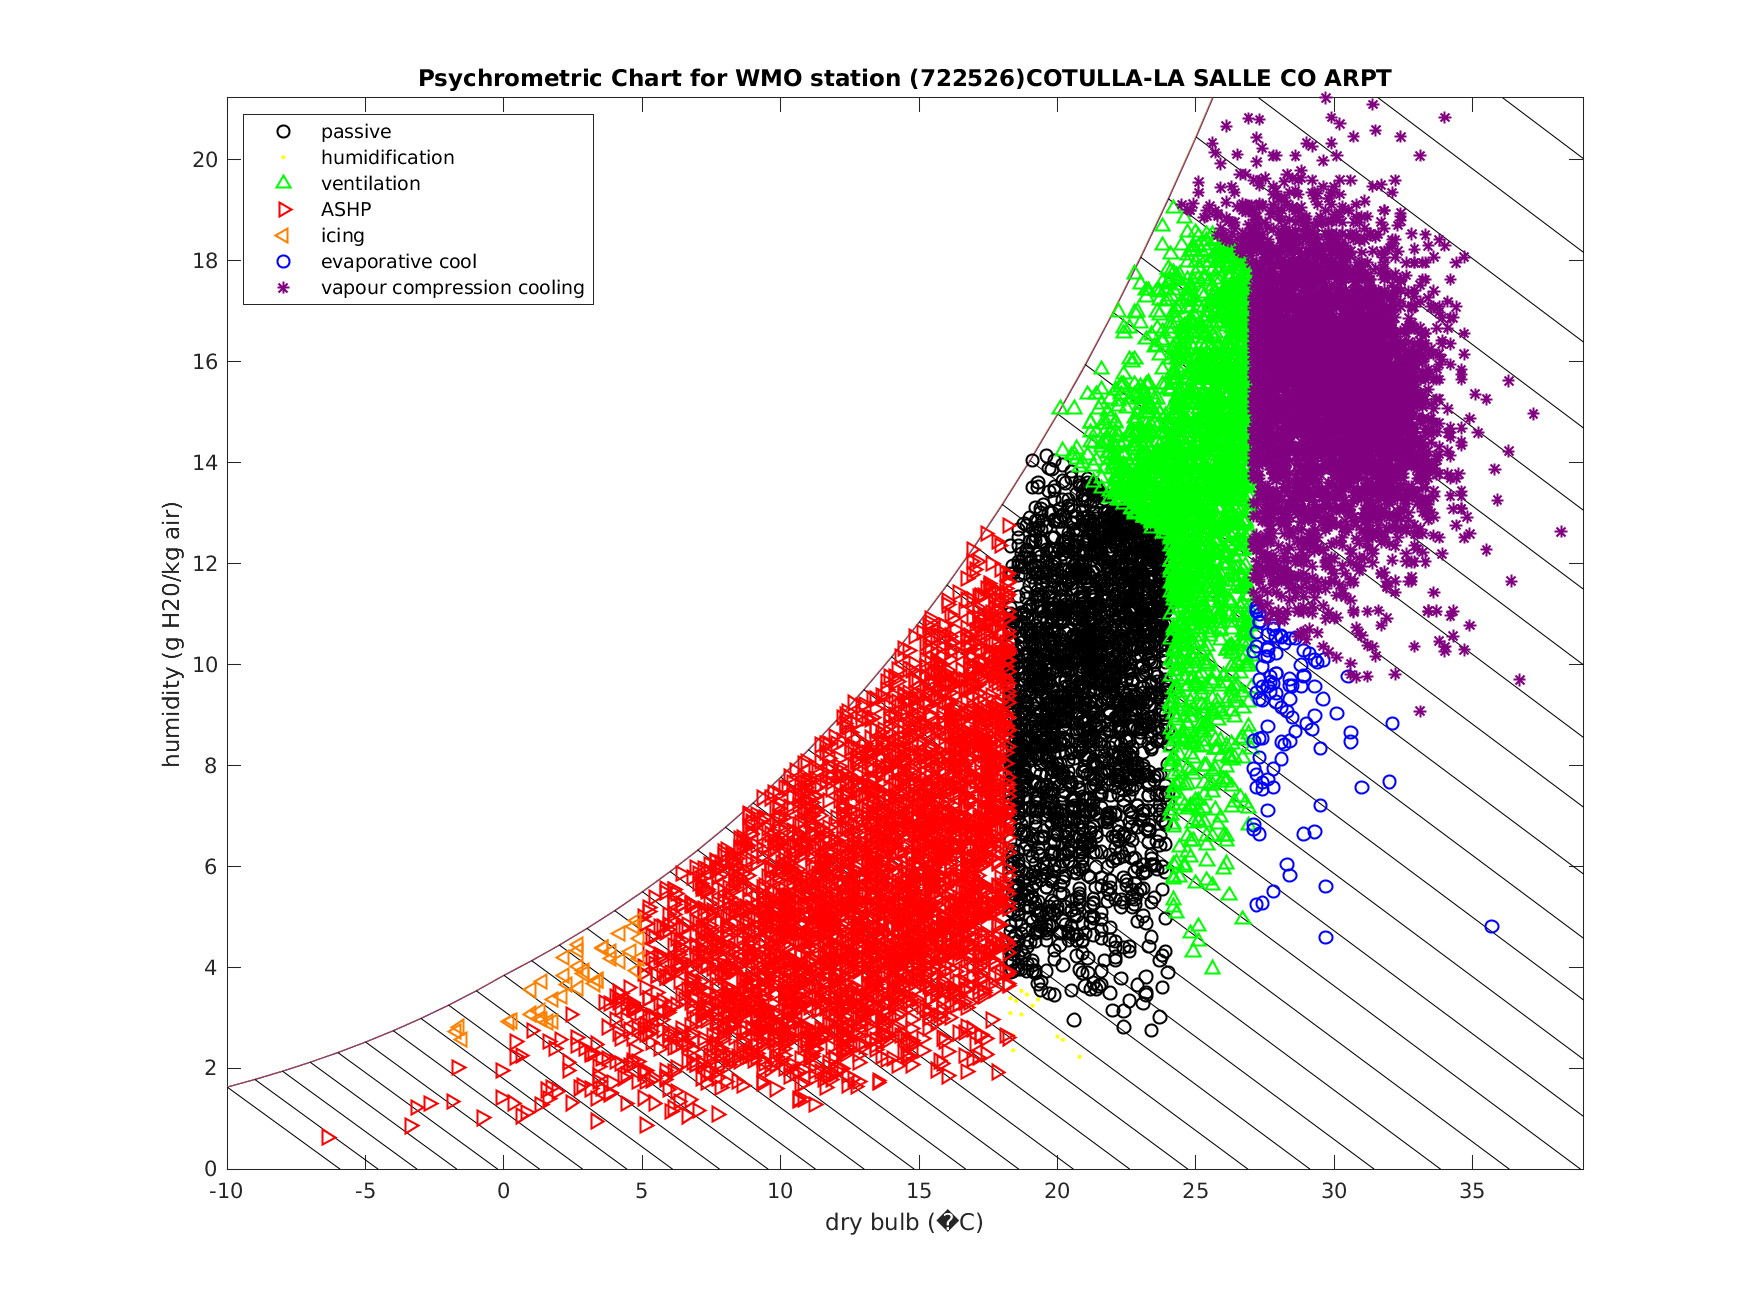 Psychrometric Chart for WMO station (722526)COTULLA-LA SALLE CO ARPT
passive
humidification
ventilation
ASHP
icing
evaporative cool
vapour compression cooling
humidity (g H20/kg air)
20
18
16
14
12
10
8
6
4
2
0
-10 -5 0 5 10 15 20 25 30 35
dry bulb (�C)